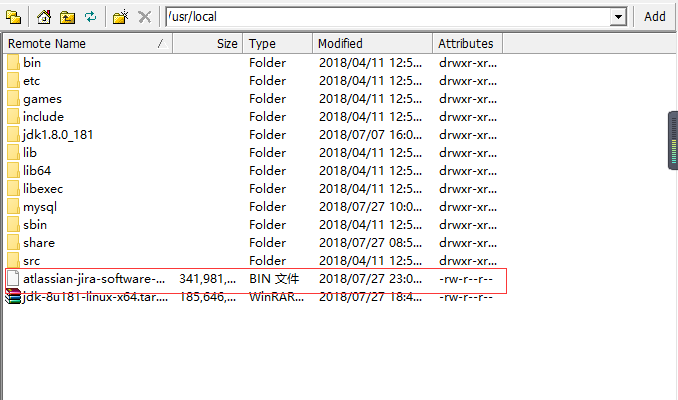 /usr/local Add
Remote Name / Size Type Modified Attributes
bin Folder 2018/04/11 12:5... drwxr-xr...
etc Folder 2018/04/11 12:5... drwxr-xr...
games Folder 2018/04/11 12:5... drwxr-xr...
include Folder 2018/04/11 12:5... drwxr-xr...
jdk1.8.0_181 Folder 2018/07/07 16:0... drwxr-xr...
lib Folder 2018/04/11 12:5... drwxr-xr...
lib64 Folder 2018/04/11 12:5... drwxr-xr...
libexec Folder 2018/04/11 12:5... drwxr-xr...
mysql Folder 2018/07/27 10:0... drwxr-xr...
sbin Folder 2018/04/11 12:5... drwxr-xr...
share Folder 2018/07/27 08:5... drwxr-xr...
src Folder 2018/04/11 12:5... drwxr-xr...
atlassian-jira-software-... 341,981,... BIN 文件 2018/07/27 23:0... -rw-r--r--
jdk-8u181-linux-x64.tar.... 185,646,... WinRAR... 2018/07/27 18:4... -rw-r--r--